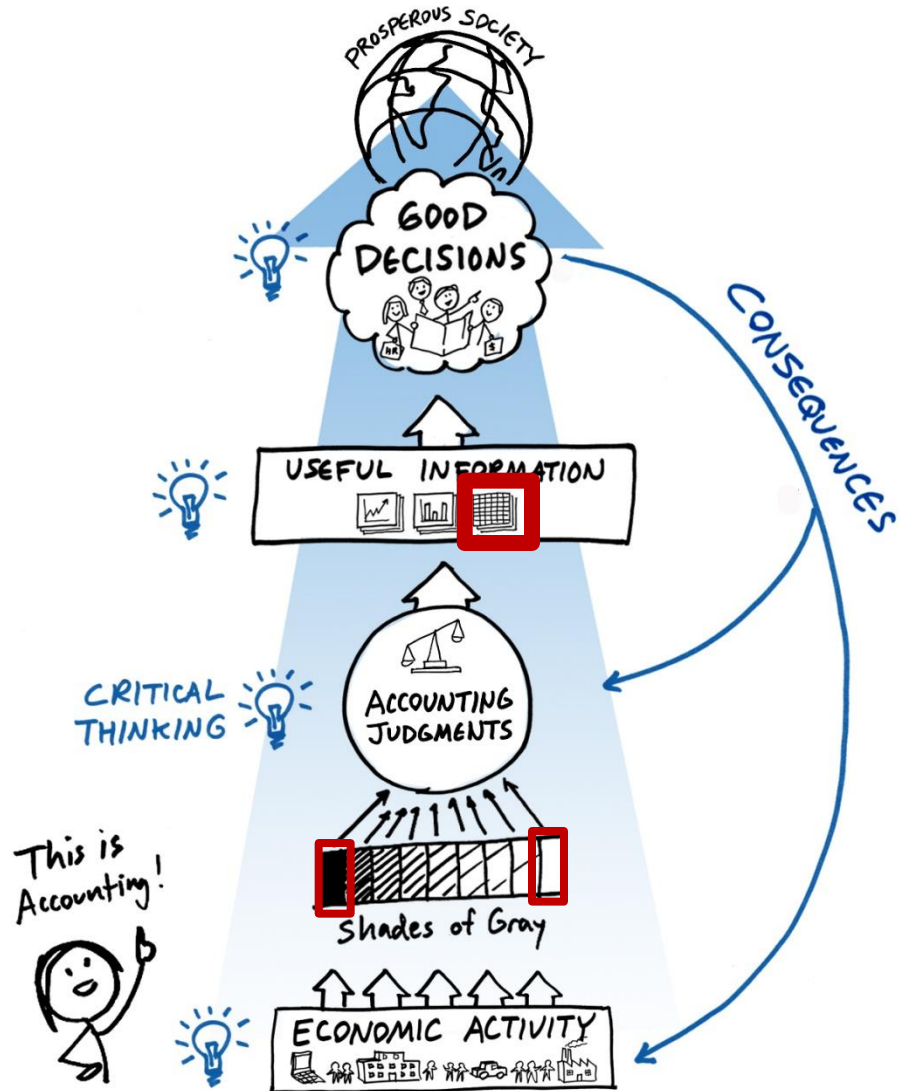 PROSPEROUS SOCIETY
GOOD
DECISIONS
HR
$
CONSEQUENCES
USEFUL INFORMATION
CRITICAL
THINKING
ACCOUNTING
JUDGMENTS
This is
Accounting!
Shades of Gray
ECONOMIC ACTIVITY